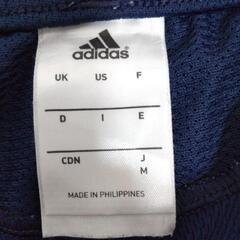 adidas
UK US F
D I E
CDN J
M
MADE IN PHILIPPINES